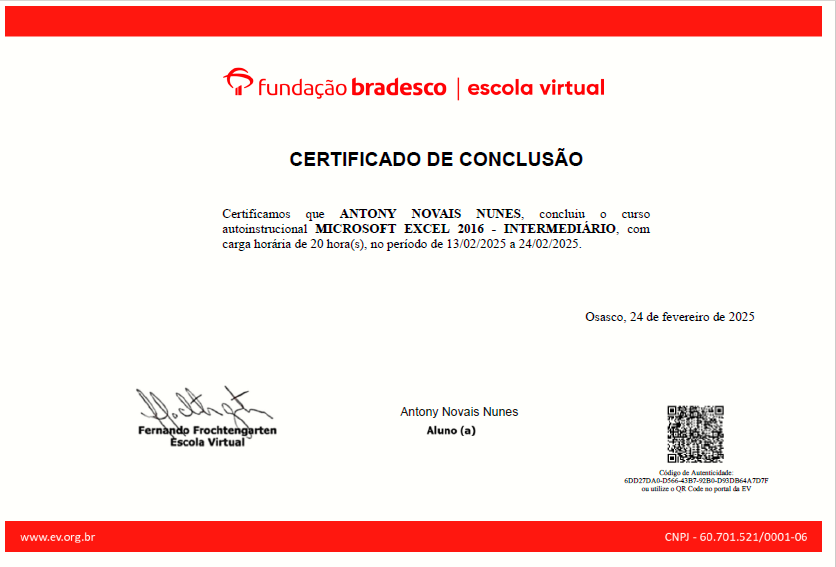 fundação bradesco | escola virtual
CERTIFICADO DE CONCLUSÃO
Certificamos que ANTONY NOVAIS NUNES, concluiu o curso
autoinstrucional MICROSOFT EXCEL 2016 - INTERMEDIÁRIO, com
carga horária de 20 hora(s), no período de 13/02/2025 a 24/02/2025.
Osasco, 24 de fevereiro de 2025
Fernando Frochtengarten
Escola Virtual
Antony Novais Nunes
Aluno (a)
Código de Autenticidade:
6DD27DA0-D566-43B7-92B0-D93DB64A7D7F
ou utilize o QR Code no portal da EV
www.ev.org.br
CNPJ - 60.701.521/0001-06